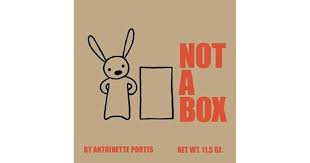 NOT
A
BOX
BY ANTOINETTE PORTIS
NET WT. 11.5 OZ.